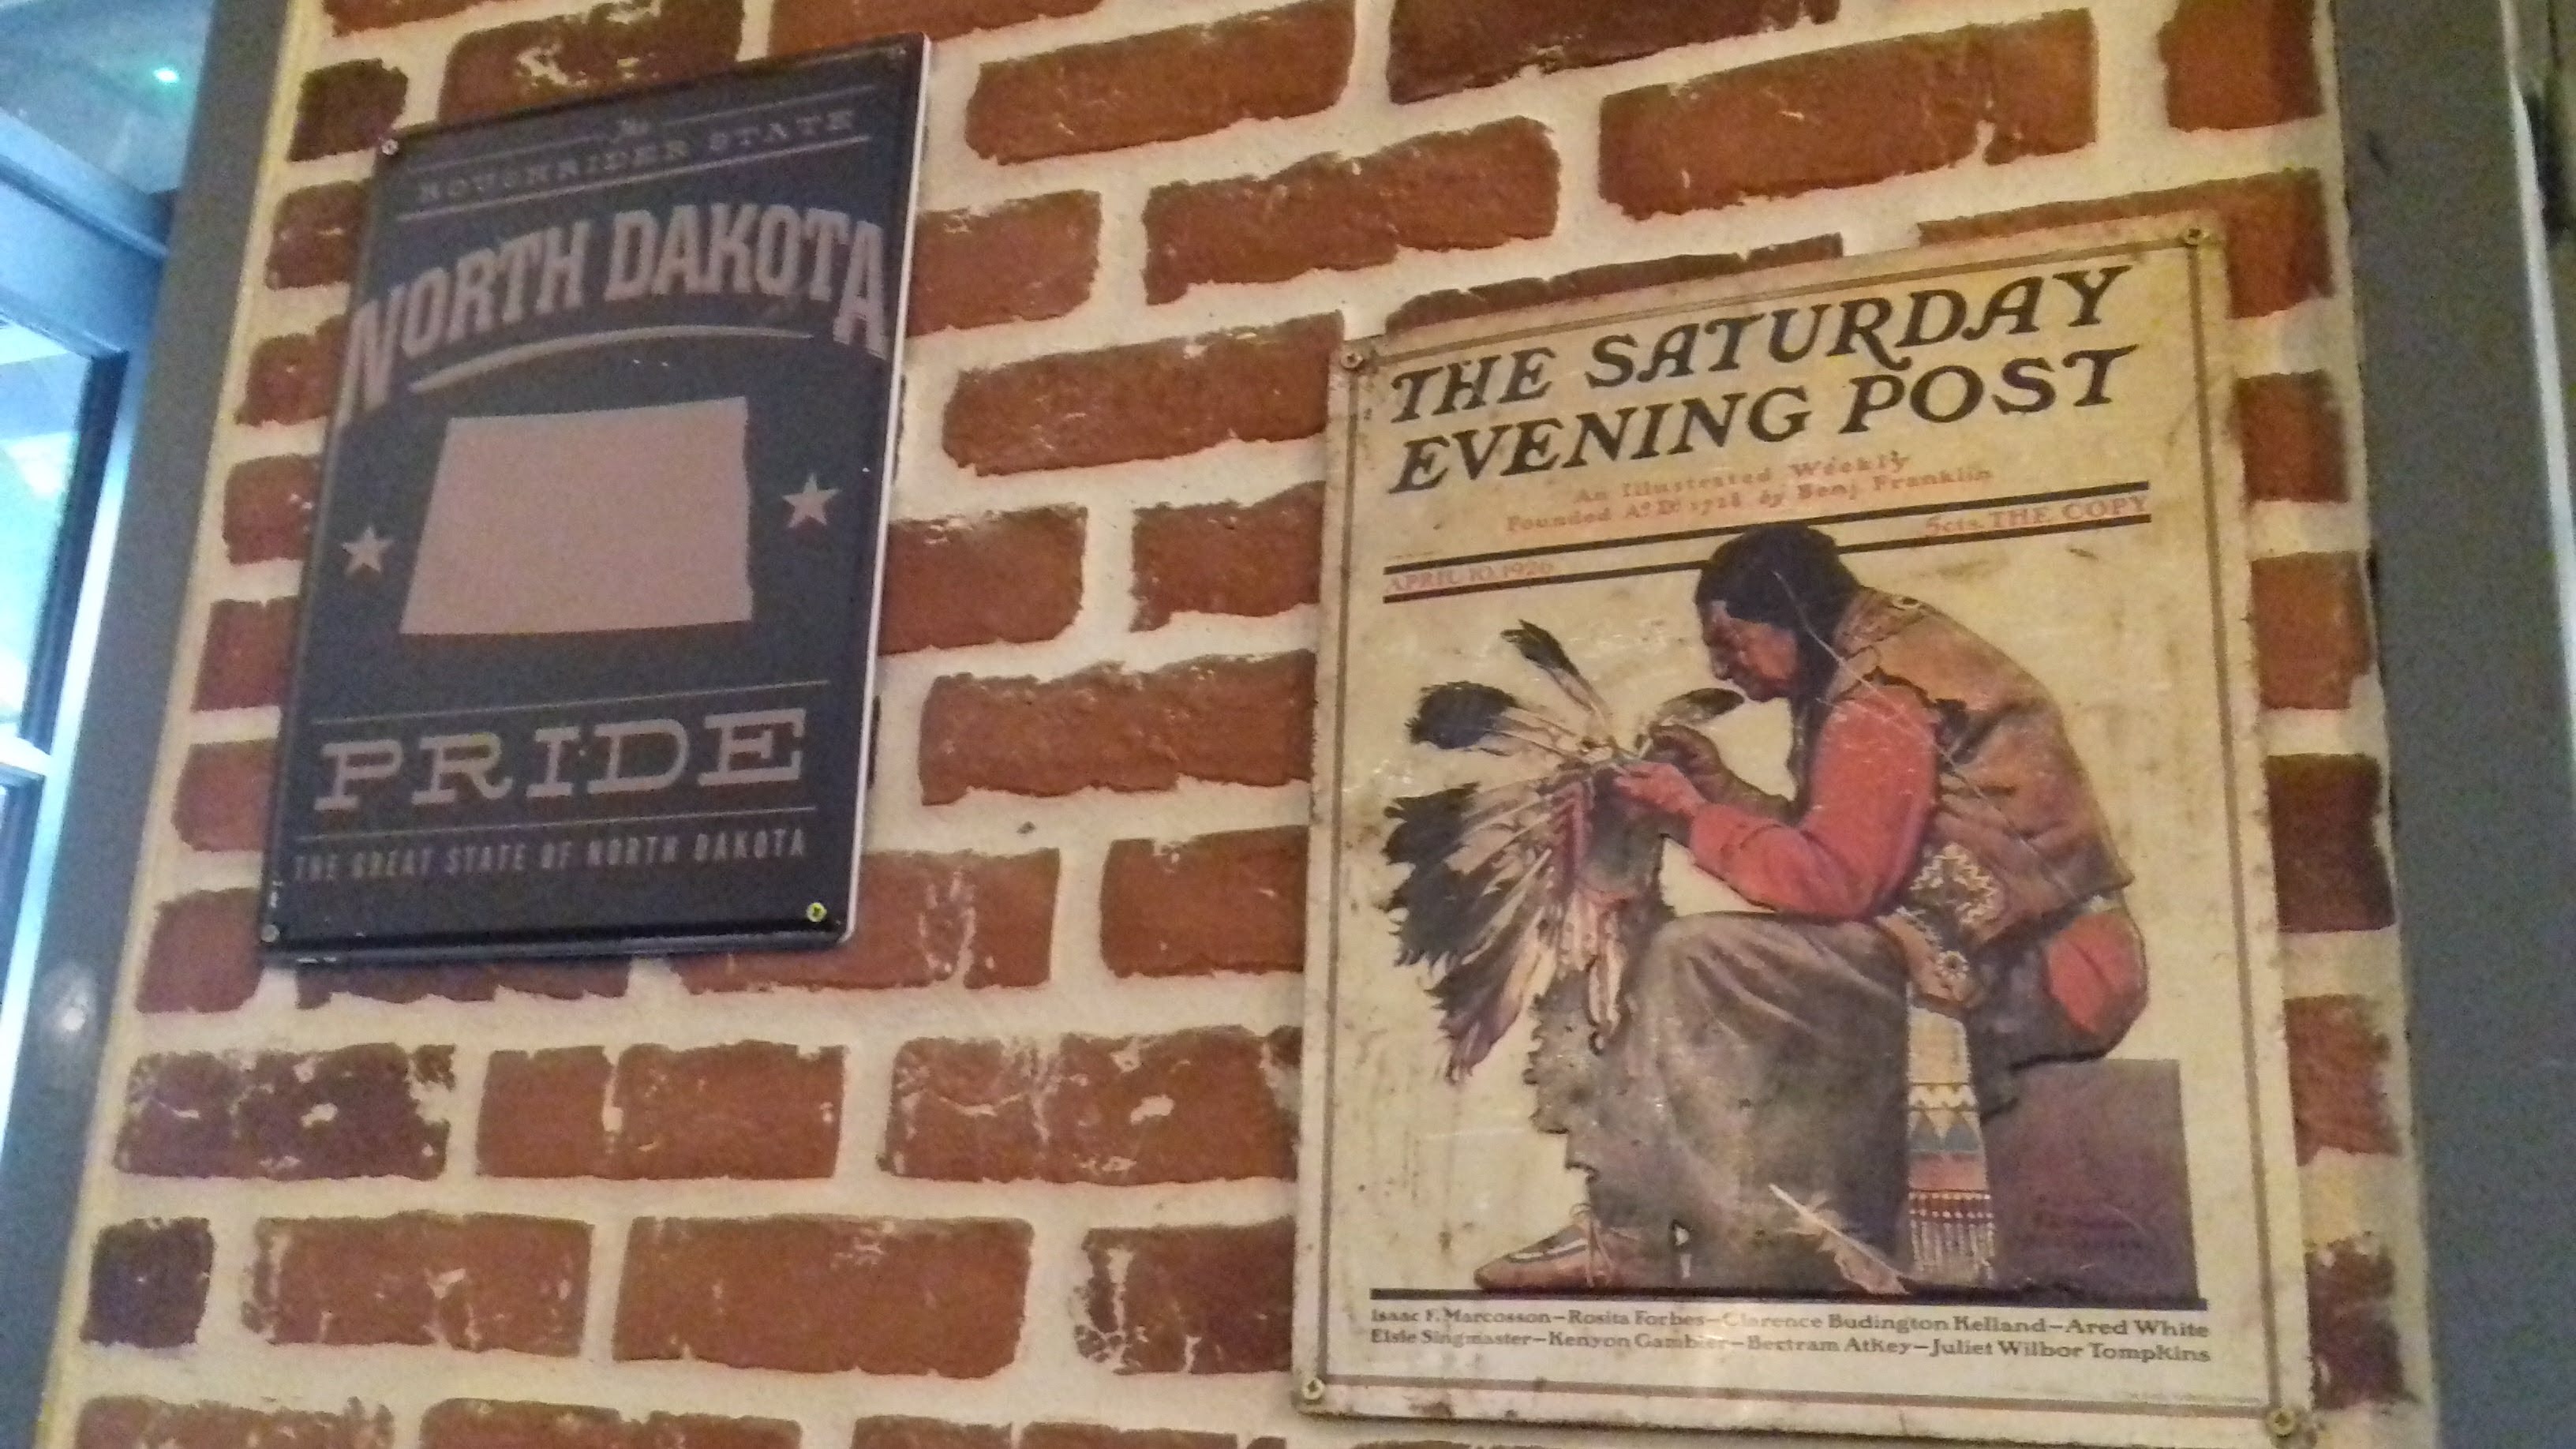 The
ROUGHRIDER STATE
NORTH DAKOTA
PRIDE
THE GREAT STATE OF NORTH DAKOTA
THE SATURDAY
EVENING POST
An Illustrated Weekly
Founded A.D. 1728 by Benj. Franklin
5cts. THE COPY
APRIL 10, 1926
Isaac F. Marcosson–Rosita Forbes–Clarence Budington Kelland–Ared White
Elsie Singmaster–Kenyon Gambier–Bertram Atkey–Juliet Wilbor Tompkins